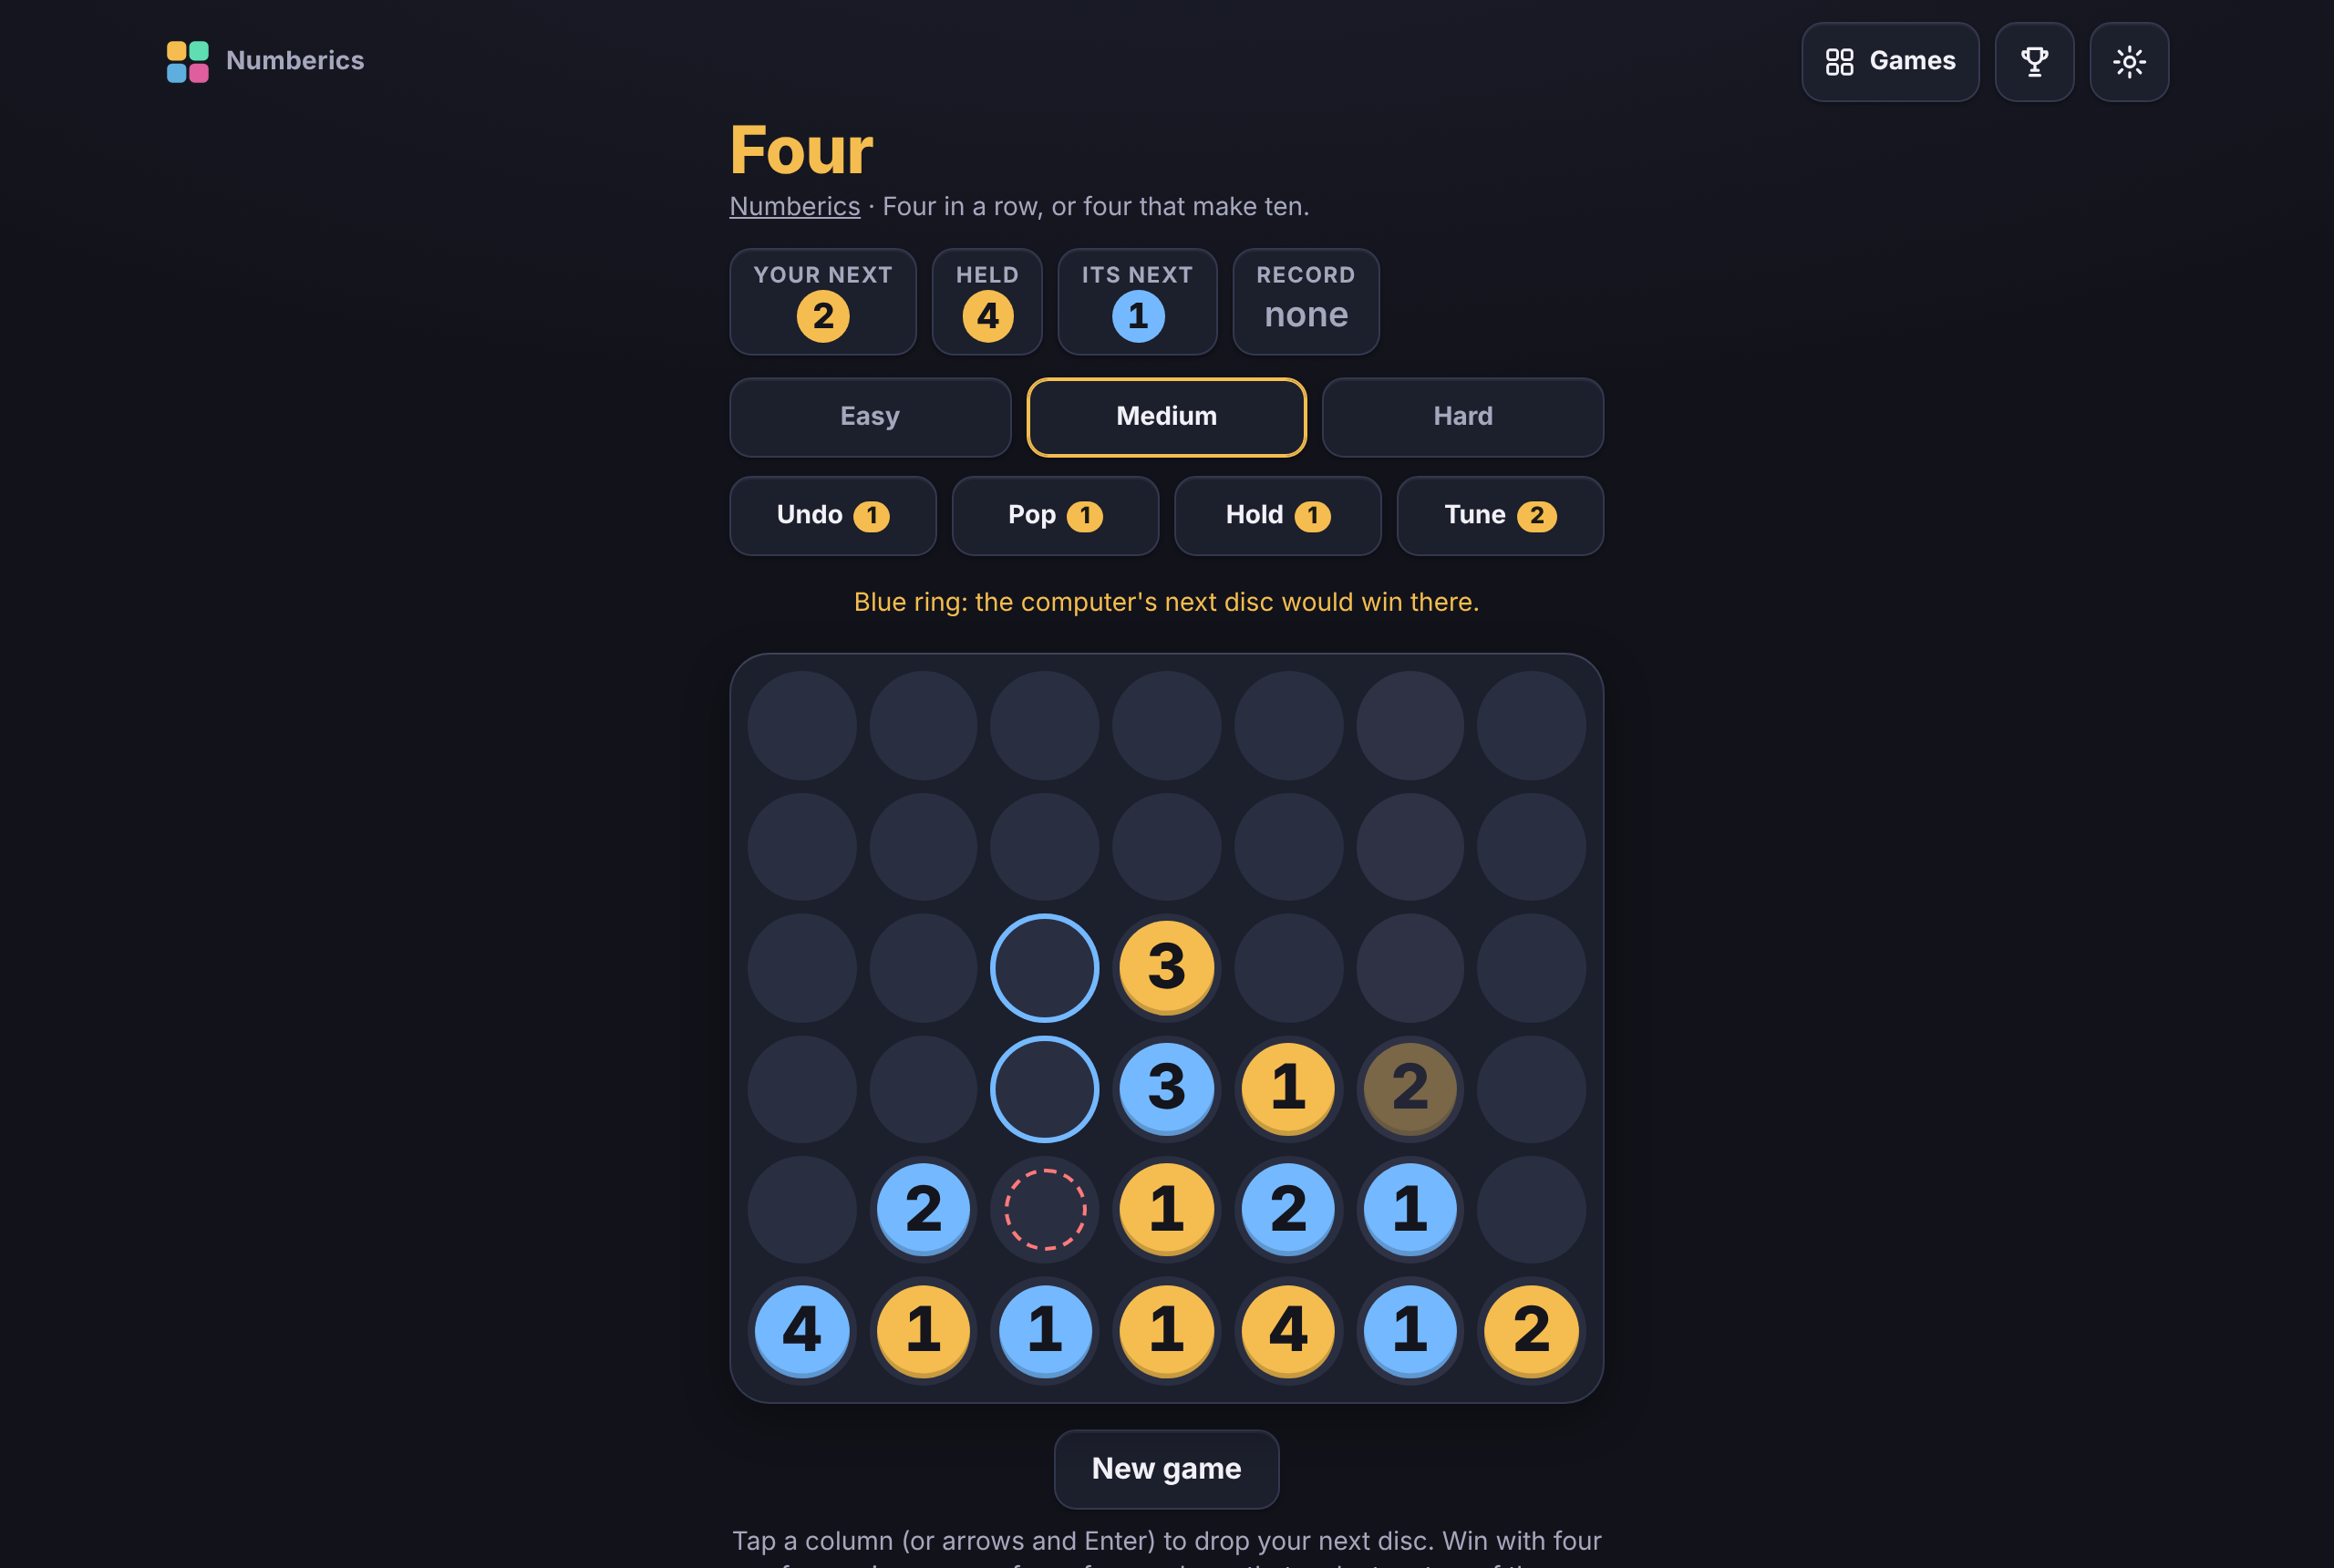 Numberics
Games
Four
Numberics · Four in a row, or four that make ten.
YOUR NEXT HELD ITS NEXT RECORD
2 4 1 none
Easy Medium Hard
Undo 1 Pop 1 Hold 1 Tune 2
Blue ring: the computer's next disc would win there.
3
3 1 2
2 1 2 1
4 1 1 1 4 1 2
New game
Tap a column (or arrows and Enter) to drop your next disc. Win with four